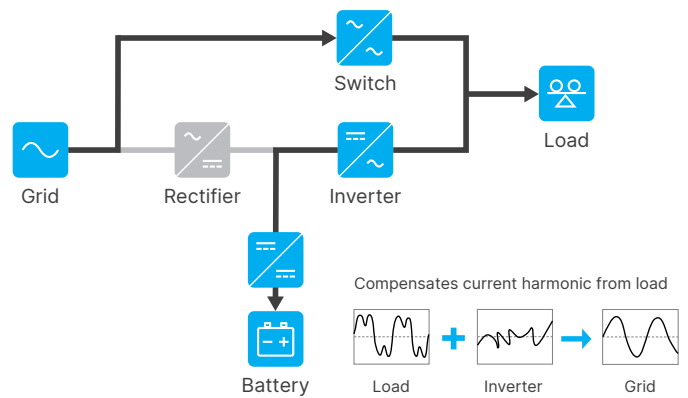 Switch
Load
Grid
Rectifier
Inverter
Compensates current harmonic from load
Battery
Load
Inverter
Grid